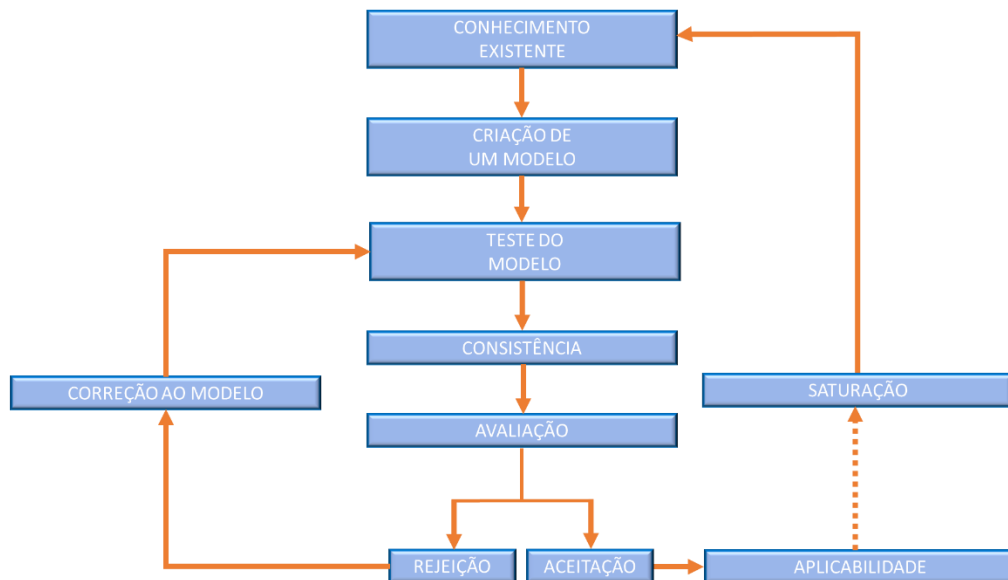 CONHECIMENTO
EXISTENTE
CRIAÇÃO DE
UM MODELO
TESTE DO
MODELO
CONSISTÊNCIA
CORREÇÃO AO MODELO
SATURAÇÃO
AVALIAÇÃO
REJEIÇÃO
ACEITAÇÃO
APLICABILIDADE